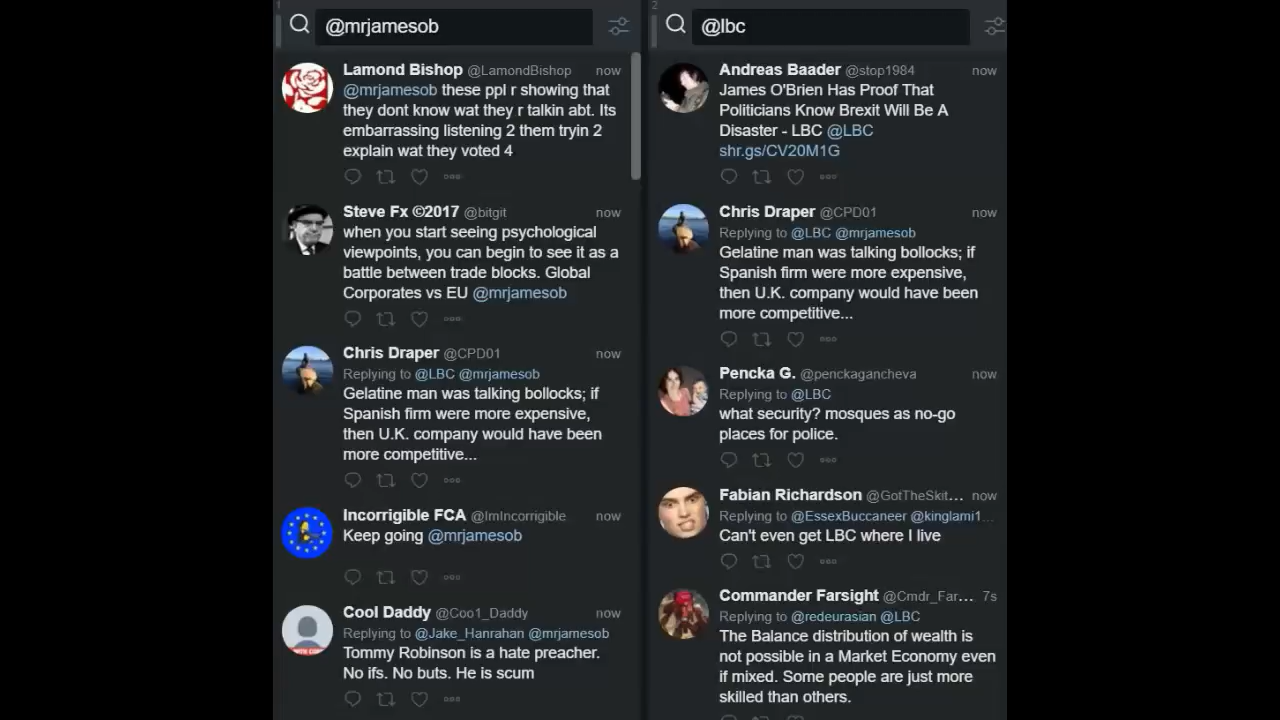 1
@mrjamesob
Lamond Bishop @LamondBishop now
@mrjamesob these ppl r showing that
they dont know wat they r talkin abt. Its
embarrassing listening 2 them tryin 2
explain wat they voted 4
Steve Fx ©2017 @bitgit now
when you start seeing psychological
viewpoints, you can begin to see it as a
battle between trade blocks. Global
Corporates vs EU @mrjamesob
Chris Draper @CPD01 now
Replying to @LBC @mrjamesob
Gelatine man was talking bollocks; if
Spanish firm were more expensive,
then U.K. company would have been
more competitive...
Incorrigible FCA @ImIncorrigible now
Keep going @mrjamesob
Cool Daddy @Coo1_Daddy now
Replying to @Jake_Hanrahan @mrjamesob
Tommy Robinson is a hate preacher.
No ifs. No buts. He is scum
2
@lbc
Andreas Baader @stop1984 now
James O'Brien Has Proof That
Politicians Know Brexit Will Be A
Disaster - LBC @LBC
shr.gs/CV20M1G
Chris Draper @CPD01 now
Replying to @LBC @mrjamesob
Gelatine man was talking bollocks; if
Spanish firm were more expensive,
then U.K. company would have been
more competitive...
Pencka G. @penckagancheva now
Replying to @LBC
what security? mosques as no-go
places for police.
Fabian Richardson @GotTheSkit... now
Replying to @EssexBuccaneer @kinglami1...
Can't even get LBC where I live
Commander Farsight @Cmdr_Far... 7s
Replying to @redeurasian @LBC
The Balance distribution of wealth is
not possible in a Market Economy even
if mixed. Some people are just more
skilled than others.